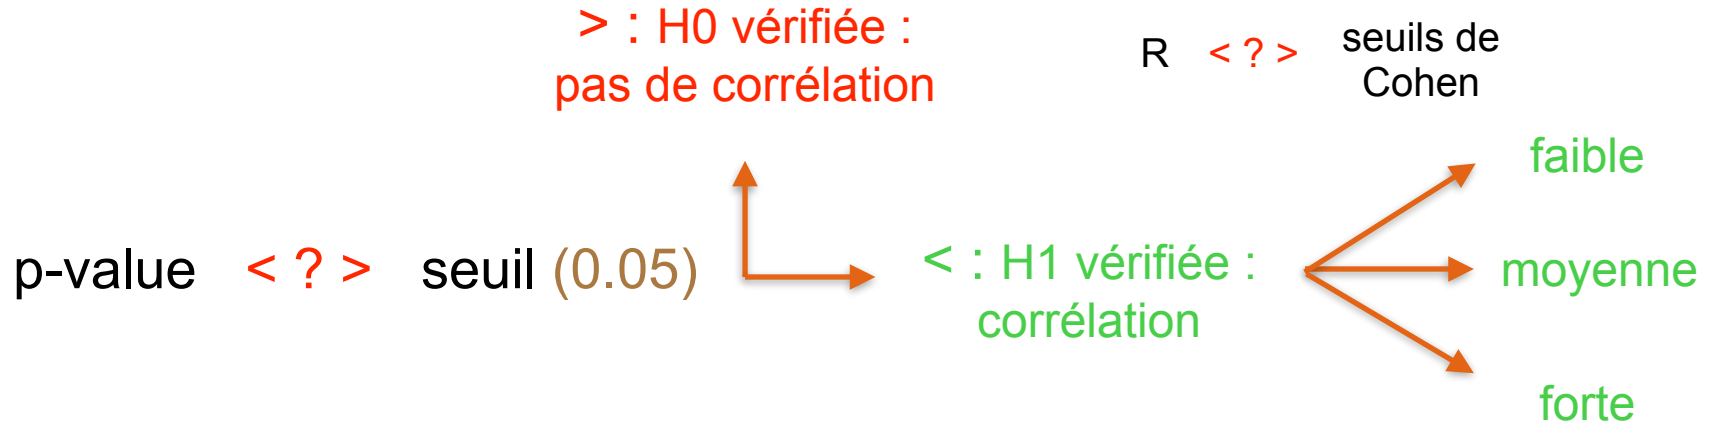 > : H0 vérifiée :
pas de corrélation
R < ? > seuils de
Cohen
faible
p-value < ? > seuil (0.05)
< : H1 vérifiée :
corrélation
moyenne
forte